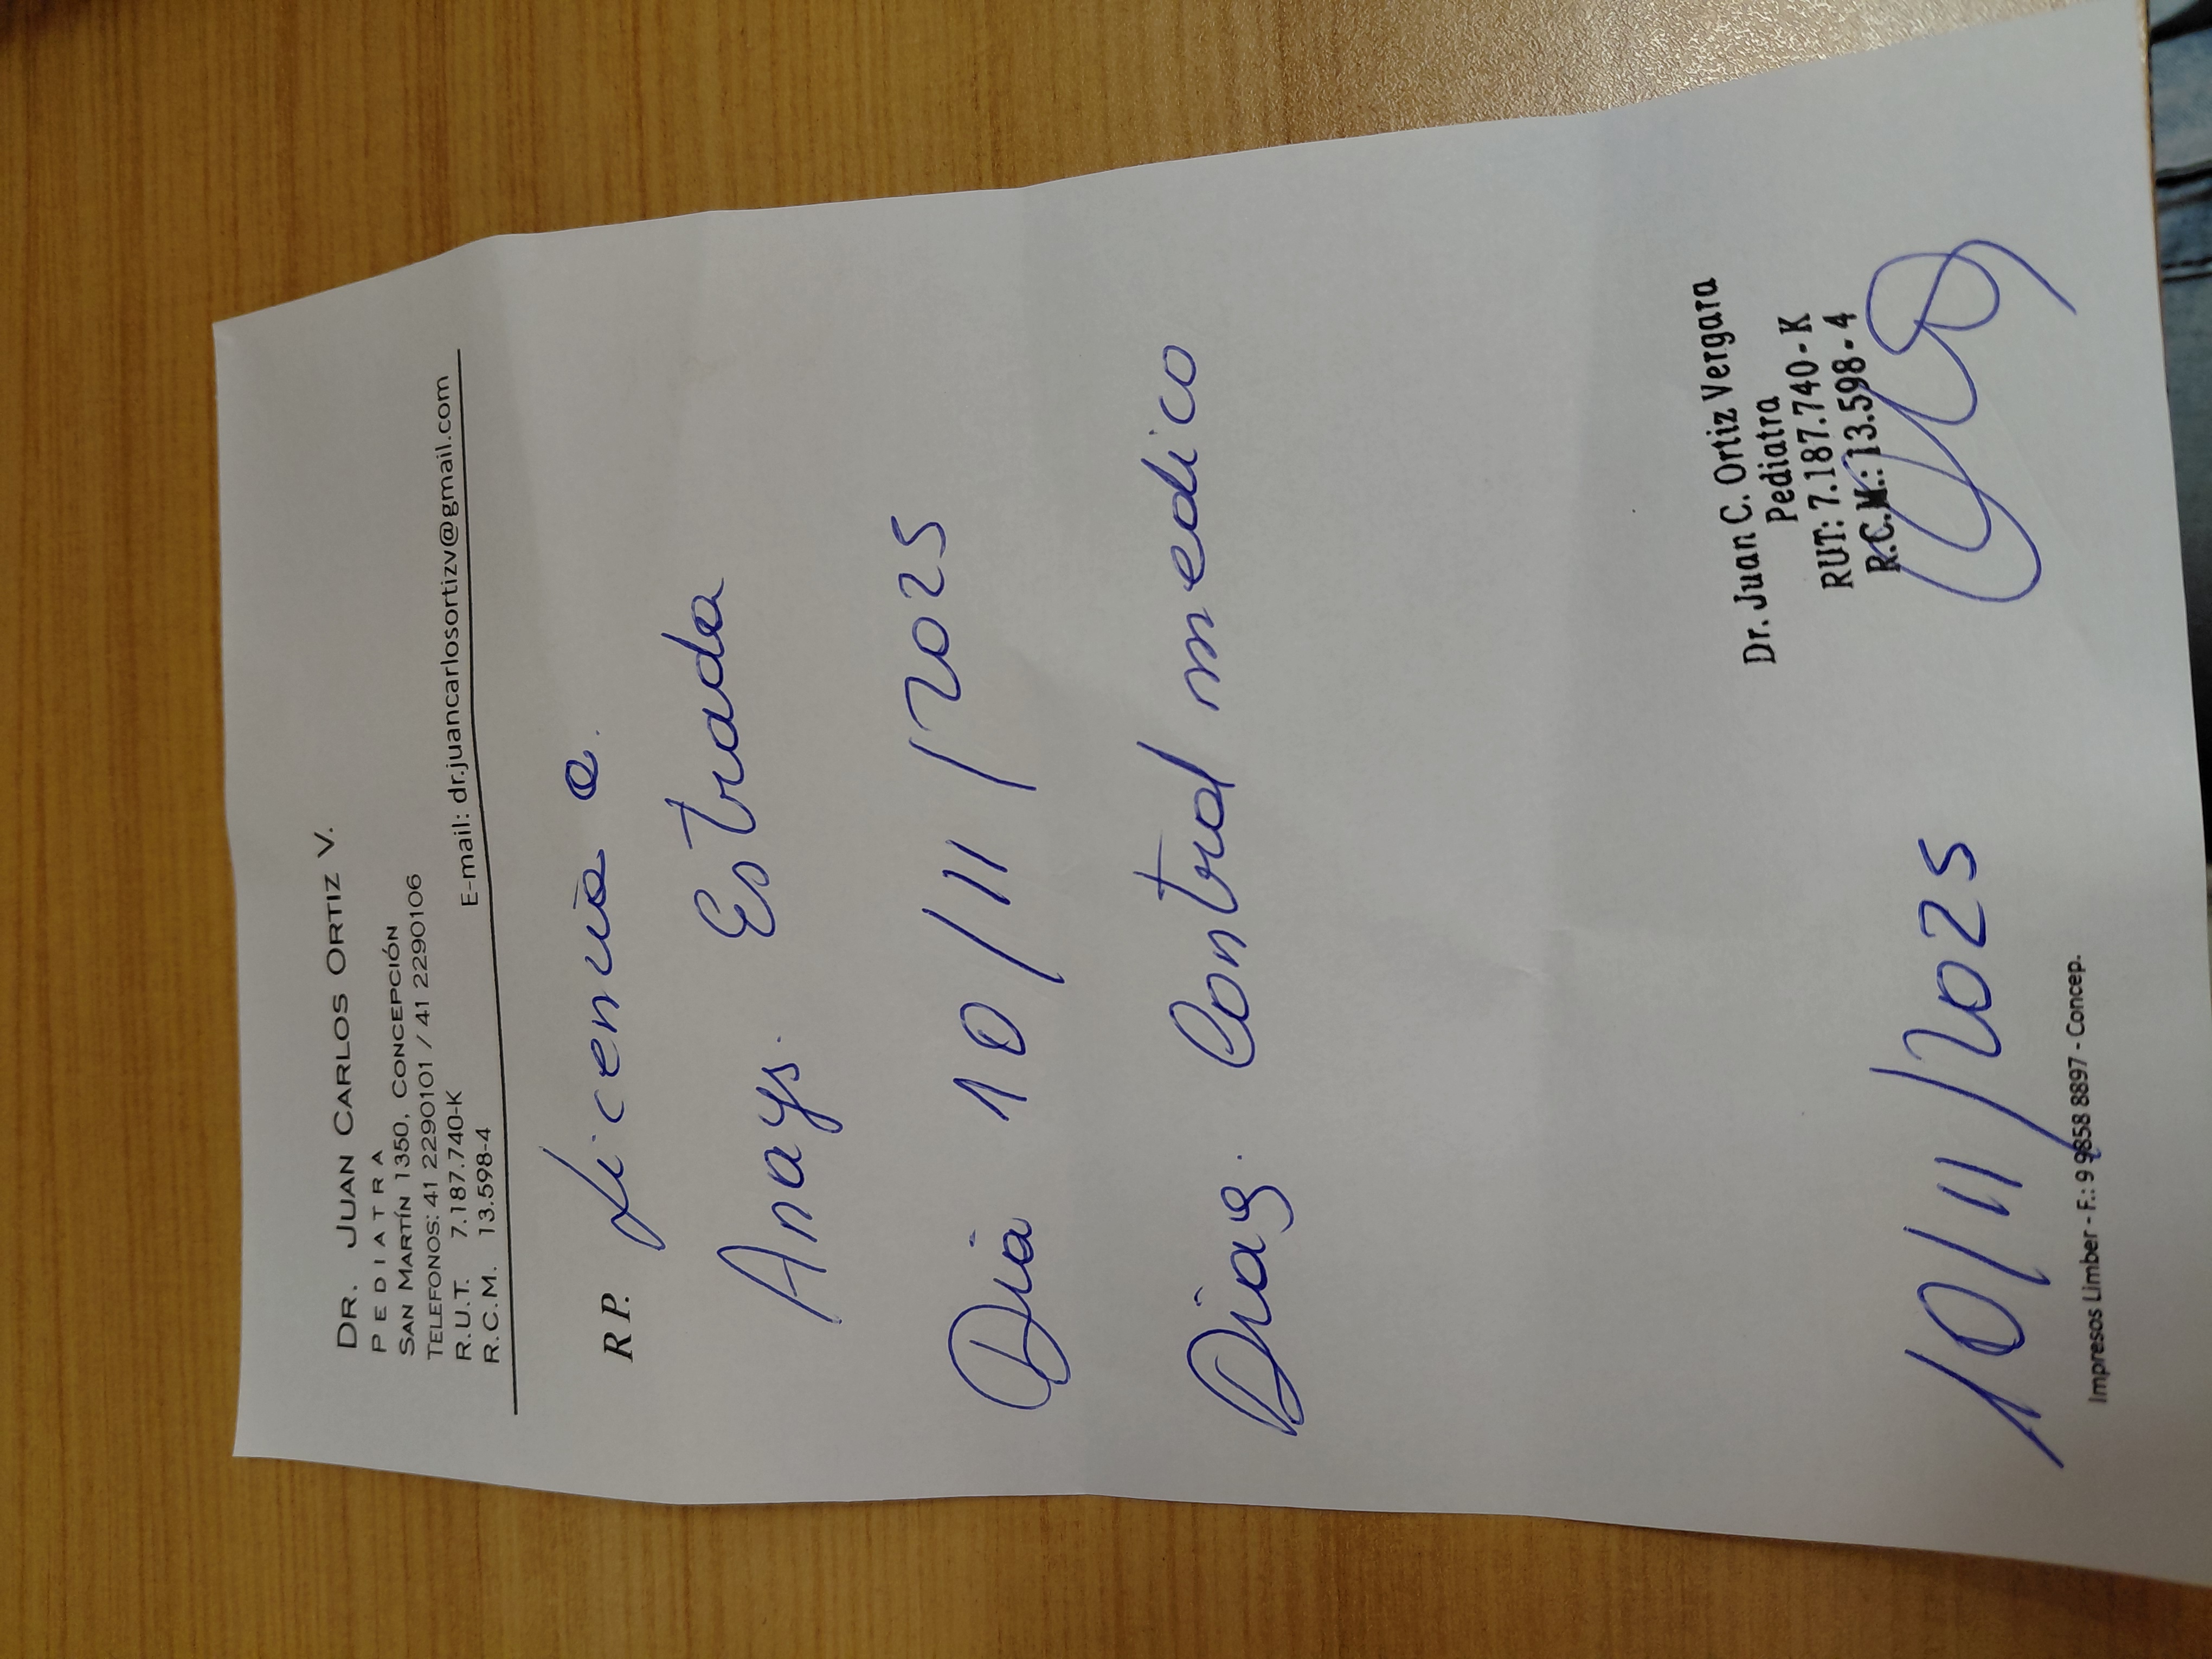 DR. JUAN CARLOS ORTIZ V.
PEDIATRA
SAN MARTÍN 1350, CONCEPCIÓN
TELEFONOS: 41 2290101 / 41 2290106
R.U.T. 7.187.740-K
R.C.M. 13.598-4
E-mail: dr.juancarlosortizv@gmail.com
RP. Licencia a.
Anays. Estrada
Dia 10/11/2025
Diag. Control medico
Dr. Juan C. Ortiz Vergara
Pediatra
RUT: 7.187.740-K
R.C.M.: 13.598-4
10/11/2025
Impresos Limber - F.: 9 9858 8897 - Concep.